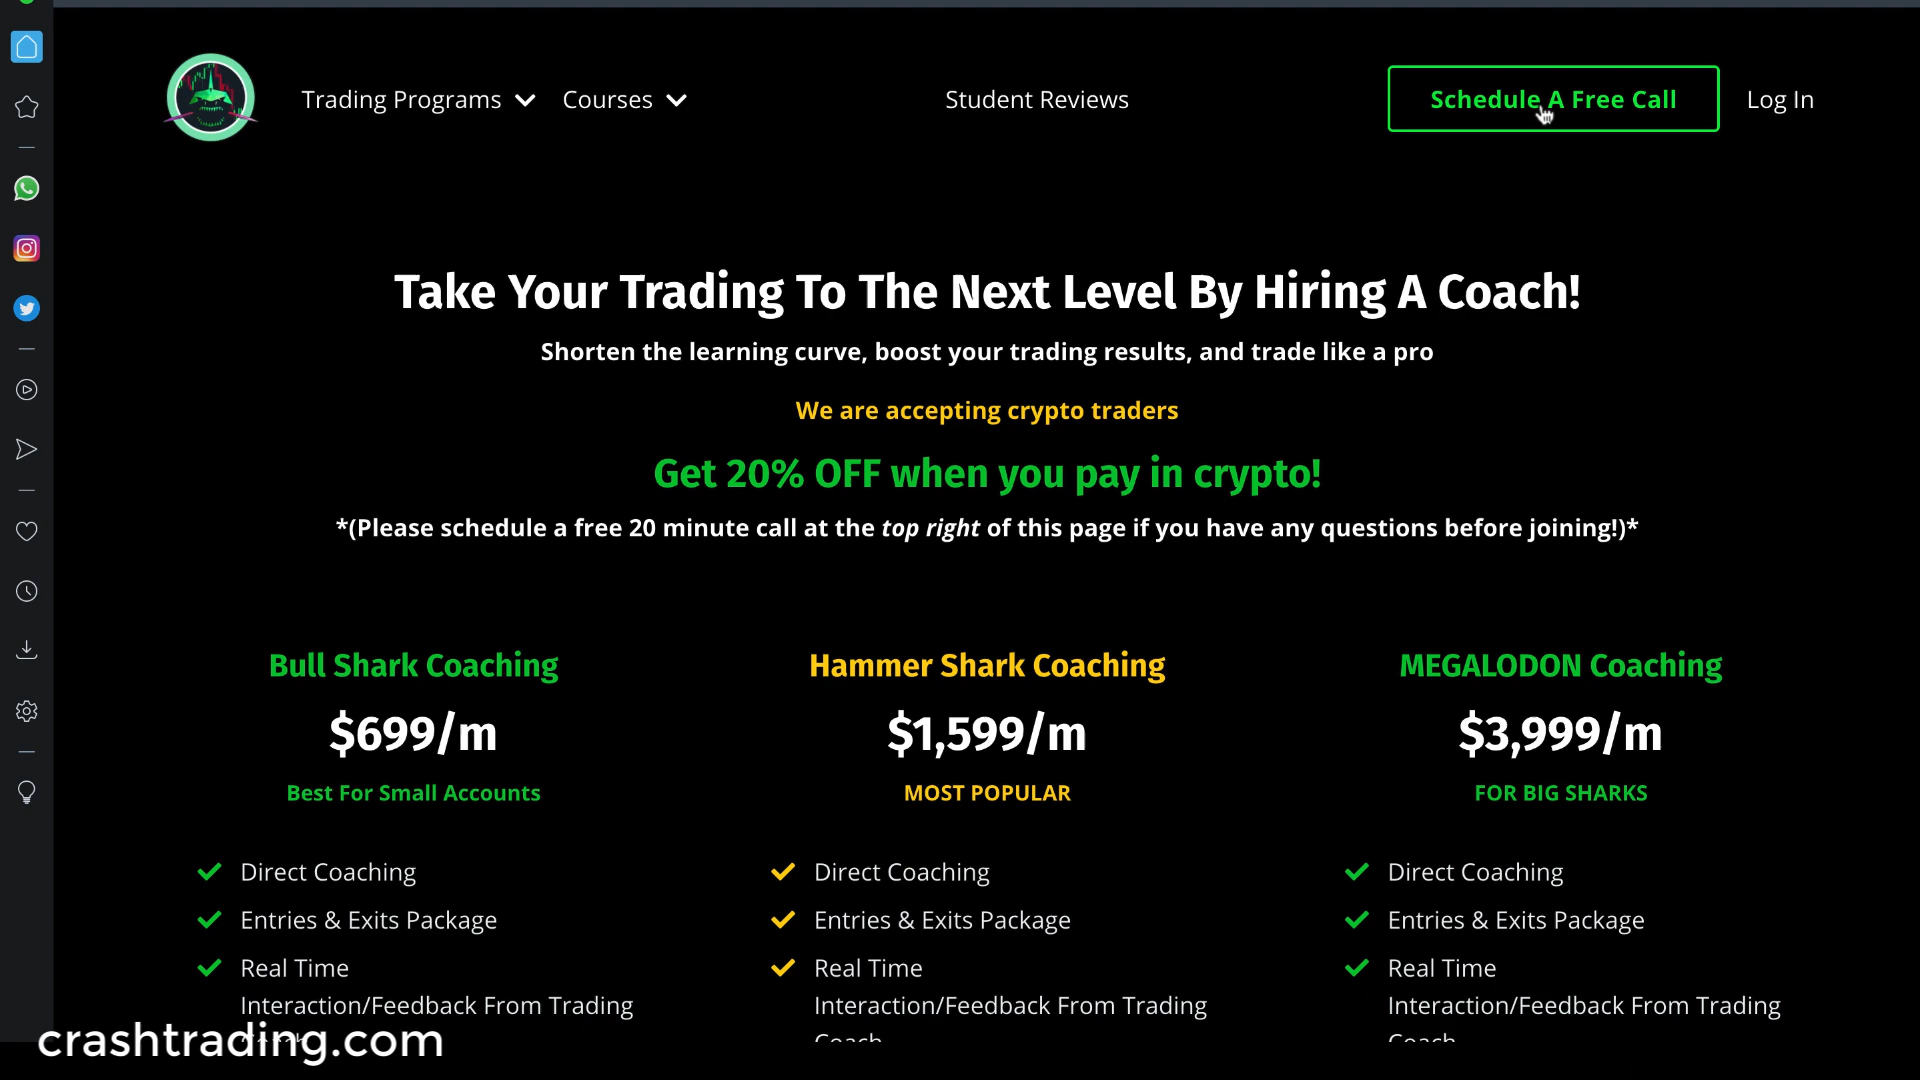 Trading Programs
Courses
Student Reviews
Schedule A Free Call
Log In
Take Your Trading To The Next Level By Hiring A Coach!
Shorten the learning curve, boost your trading results, and trade like a pro
We are accepting crypto traders
Get 20% OFF when you pay in crypto!
*(Please schedule a free 20 minute call at the top right of this page if you have any questions before joining!)*
Bull Shark Coaching
$699/m
Best For Small Accounts
Direct Coaching
Entries & Exits Package
Real Time
Interaction/Feedback From Trading
Hammer Shark Coaching
$1,599/m
MOST POPULAR
Direct Coaching
Entries & Exits Package
Real Time
Interaction/Feedback From Trading
Coach
MEGALODON Coaching
$3,999/m
FOR BIG SHARKS
Direct Coaching
Entries & Exits Package
Real Time
Interaction/Feedback From Trading
Coach
crashtrading.com